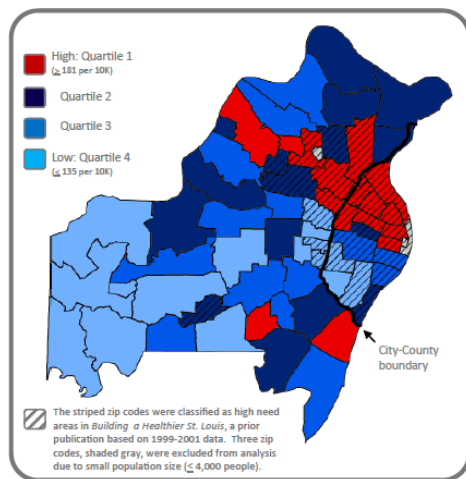 High: Quartile 1
(≥ 181 per 10K)
Quartile 2
Quartile 3
Low: Quartile 4
(≤ 135 per 10K)
City-County
boundary
The striped zip codes were classified as high need
areas in Building a Healthier St. Louis, a prior
publication based on 1999-2001 data. Three zip
codes, shaded gray, were excluded from analysis
due to small population size (≤ 4,000 people).